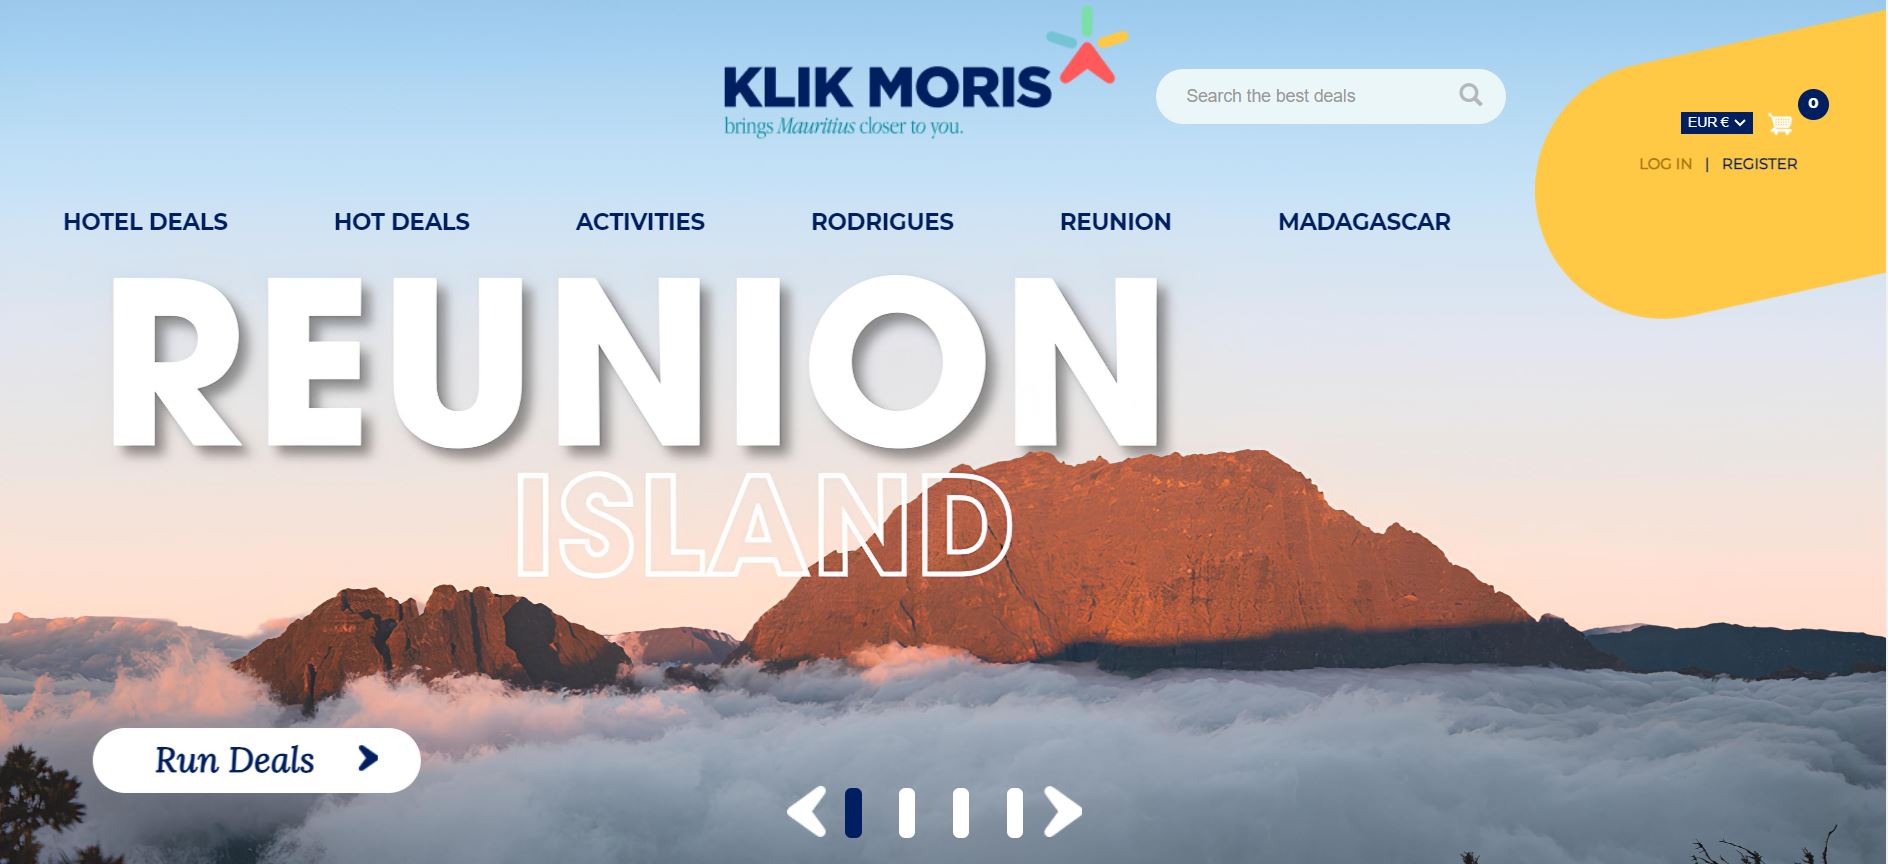 KLIK MORIS
brings Mauritius closer to you.
Search the best deals
0
EUR €
LOG IN | REGISTER
HOTEL DEALS HOT DEALS ACTIVITIES RODRIGUES REUNION MADAGASCAR
REUNION
ISLAND
Run Deals